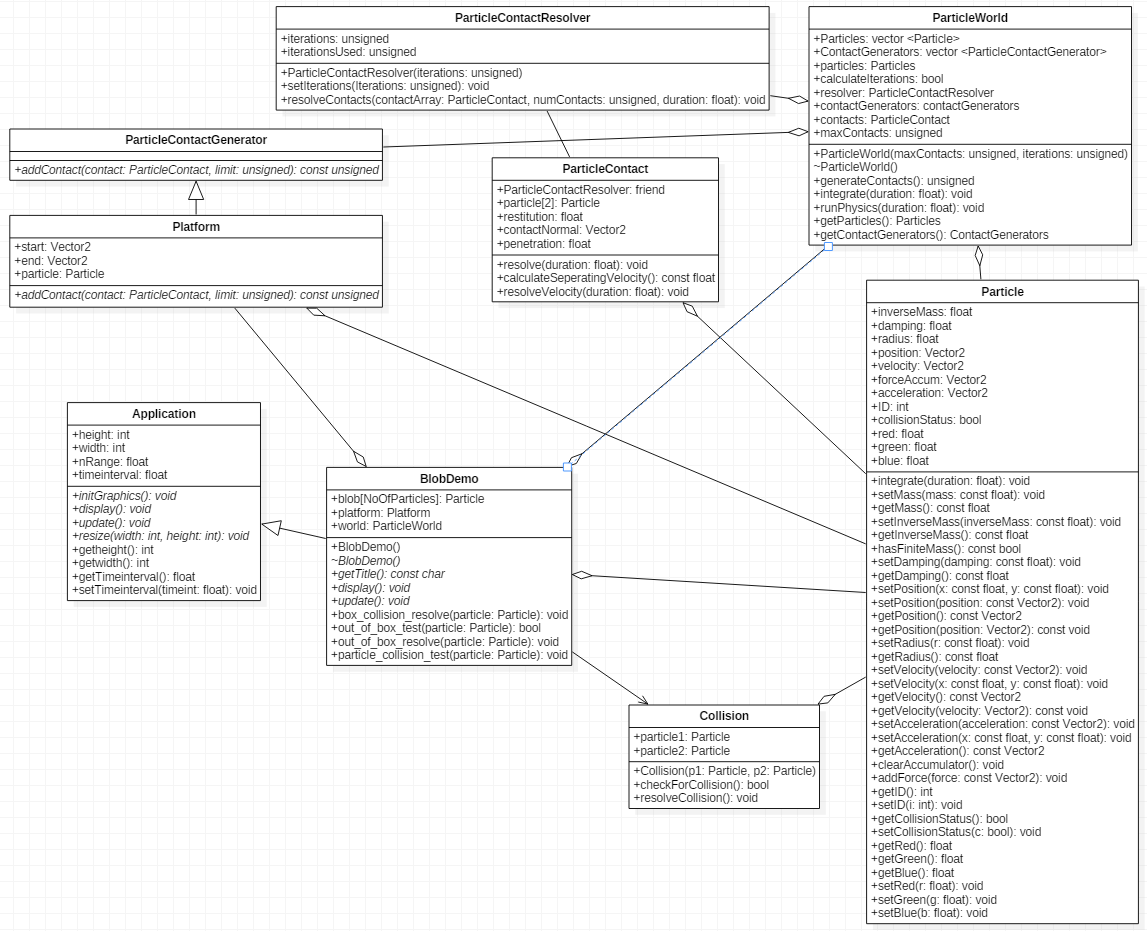 ParticleContactResolver
+iterations: unsigned
+iterationsUsed: unsigned
+ParticleContactResolver(iterations: unsigned)
+setIterations(Iterations: unsigned): void
+resolveContacts(contactArray: ParticleContact, numContacts: unsigned, duration: float): void
ParticleWorld
+Particles: vector <Particle>
+ContactGenerators: vector <ParticleContactGenerator>
+particles: Particles
+calculateIterations: bool
+resolver: ParticleContactResolver
+contactGenerators: contactGenerators
+contacts: ParticleContact
+maxContacts: unsigned
+ParticleWorld(maxContacts: unsigned, iterations: unsigned)
~ParticleWorld()
+generateContacts(): unsigned
+integrate(duration: float): void
+runPhysics(duration: float): void
+getParticles(): Particles
+getContactGenerators(): ContactGenerators
ParticleContactGenerator
+addContact(contact: ParticleContact, limit: unsigned): const unsigned
ParticleContact
+ParticleContactResolver: friend
+particle[2]: Particle
+restitution: float
+contactNormal: Vector2
+penetration: float
+resolve(duration: float): void
+calculateSeperatingVelocity(): const float
+resolveVelocity(duration: float): void
Platform
+start: Vector2
+end: Vector2
+particle: Particle
+addContact(contact: ParticleContact, limit: unsigned): const unsigned
Particle
+inverseMass: float
+damping: float
+radius: float
+position: Vector2
+velocity: Vector2
+forceAccum: Vector2
+acceleration: Vector2
+ID: int
+collisionStatus: bool
+red: float
+green: float
+blue: float
+integrate(duration: float): void
+setMass(mass: const float): void
+getMass(): const float
+setInverseMass(inverseMass: const float): void
+getInverseMass(): const float
+hasFiniteMass(): const bool
+setDamping(damping: const float): void
+getDamping(): const float
+setPosition(x: const float, y: const float): void
+setPosition(position: const Vector2): void
+getPosition(): const Vector2
+getPosition(position: Vector2): const void
+setRadius(r: const float): void
+getRadius(): const float
+setVelocity(velocity: const Vector2): void
+setVelocity(x: const float, y: const float): void
+getVelocity(): const Vector2
+getVelocity(velocity: Vector2): const void
+setAcceleration(acceleration: const Vector2): void
+setAcceleration(x: const float, y: const float): void
+getAcceleration(): const Vector2
+clearAccumulator(): void
+addForce(force: const Vector2): void
+getID(): int
+setID(i: int): void
+getCollisionStatus(): bool
+setCollisionStatus(c: bool): void
+getRed(): float
+getGreen(): float
+getBlue(): float
+setRed(r: float): void
+setGreen(g: float): void
+setBlue(b: float): void
Application
+height: int
+width: int
+nRange: float
+timeinterval: float
+initGraphics(): void
+display(): void
+update(): void
+resize(width: int, height: int): void
+getheight(): int
+getwidth(): int
+getTimeinterval(): float
+setTimeinterval(timeint: float): void
BlobDemo
+blob[NoOfParticles]: Particle
+platform: Platform
+world: ParticleWorld
+BlobDemo()
~BlobDemo()
+getTitle(): const char
+display(): void
+update(): void
+box_collision_resolve(particle: Particle): void
+out_of_box_test(particle: Particle): bool
+out_of_box_resolve(particle: Particle): void
+particle_collision_test(particle: Particle): void
Collision
+particle1: Particle
+particle2: Particle
+Collision(p1: Particle, p2: Particle)
+checkForCollision(): bool
+resolveCollision(): void